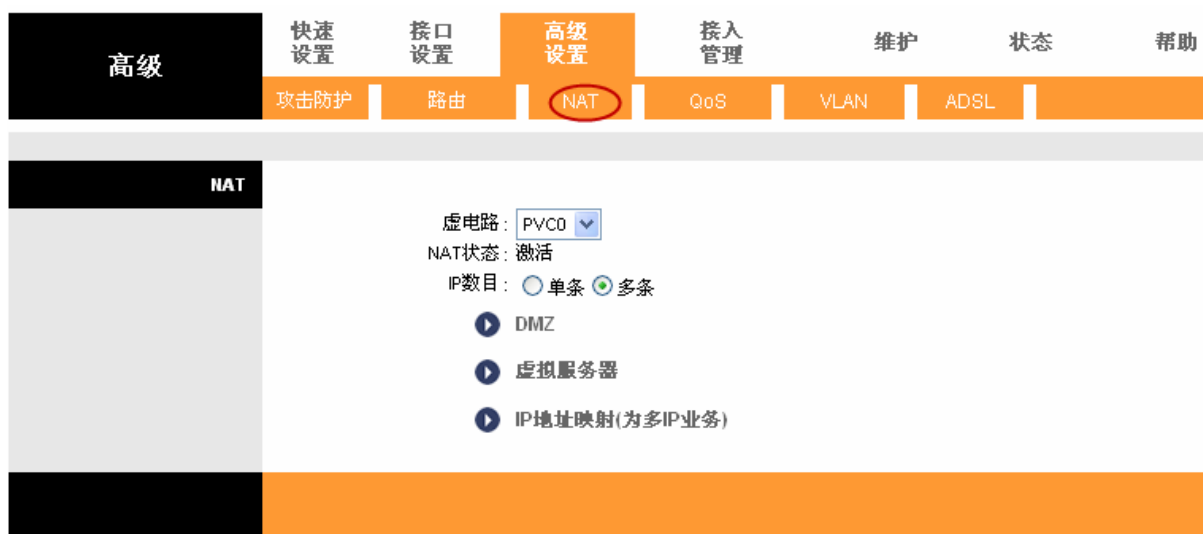 高级
快速设置 接口设置 高级设置 接入管理 维护 状态 帮助
攻击防护 路由 NAT QoS VLAN ADSL
NAT
虚电路: PVC0
NAT状态: 激活
IP数目: 单条 多条
DMZ
虚拟服务器
IP地址映射(为多IP业务)